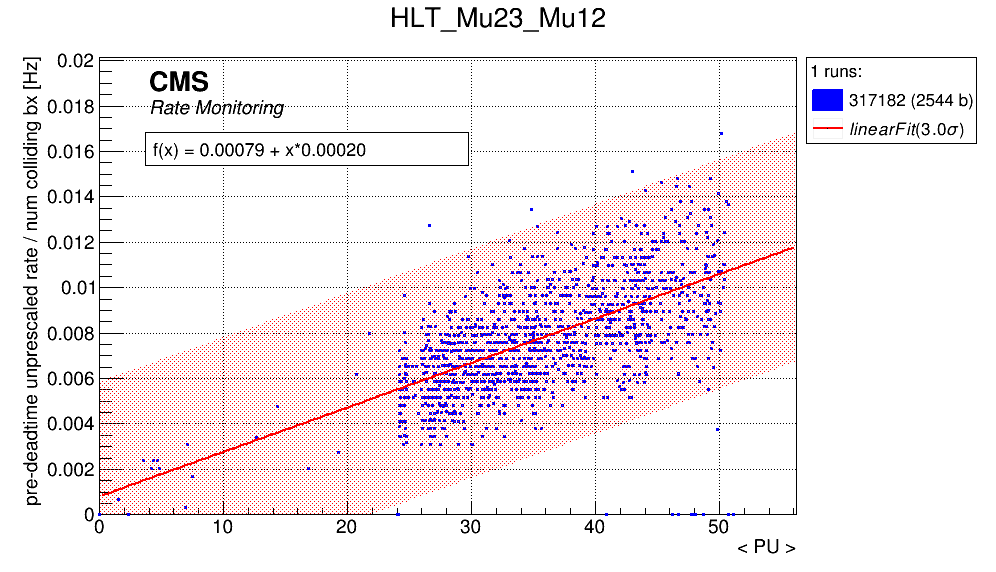 HLT_Mu23_Mu12
pre-deadtime unprescaled rate / num colliding bx [Hz]
0.02
0.018
0.016
0.014
0.012
0.01
0.008
0.006
0.004
0.002
0
CMS
Rate Monitoring
f(x) = 0.00079 + x*0.00020
0 10 20 30 40 50
< PU >
1 runs:
317182 (2544 b)
linearFit(3.0σ)